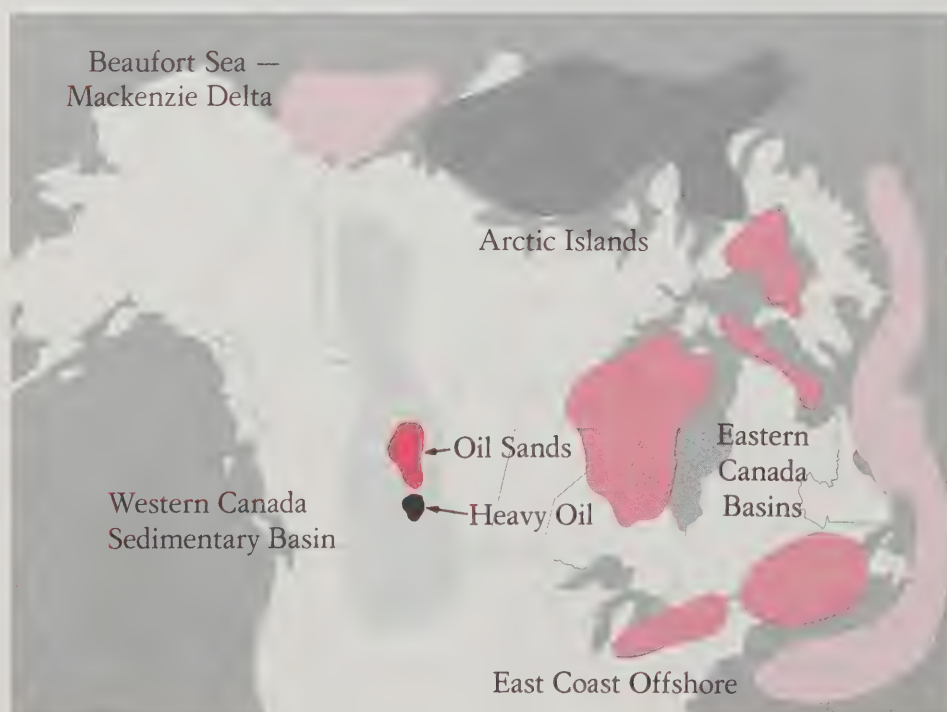 Beaufort Sea —
Mackenzie Delta
Arctic Islands
Oil Sands
Eastern
Canada
Basins
Western Canada
Sedimentary Basin
Heavy Oil
East Coast Offshore